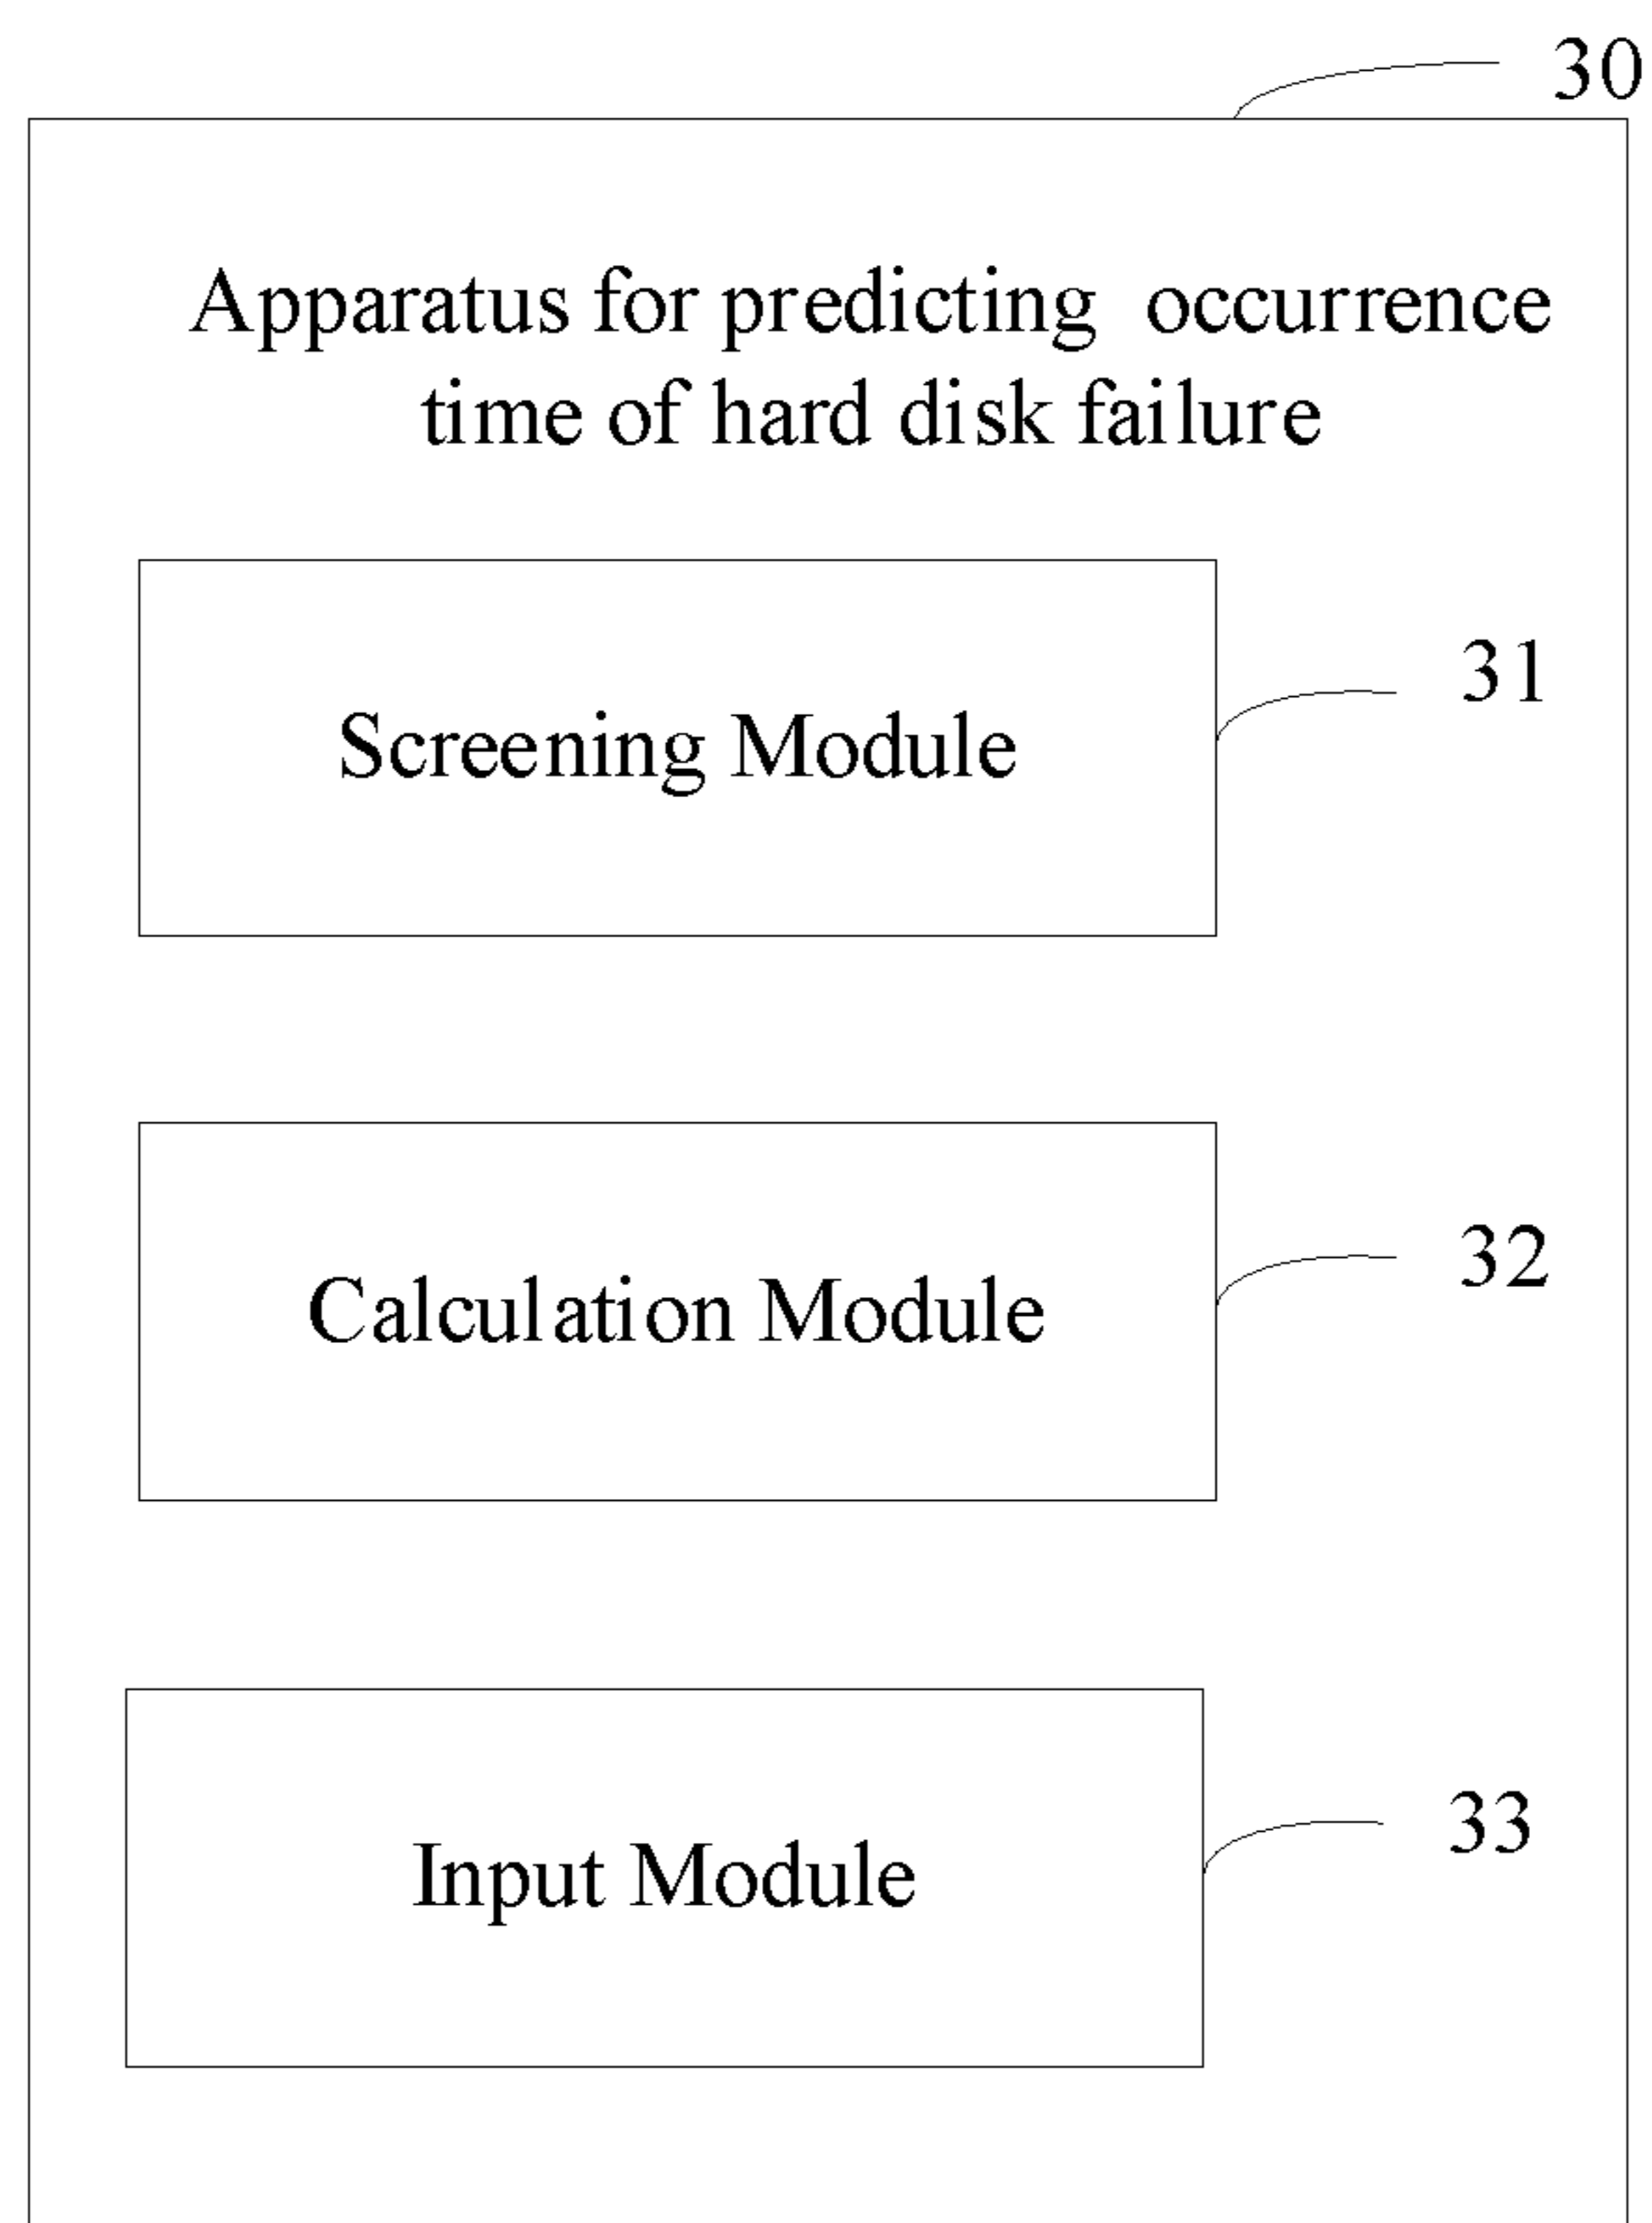 30
Apparatus for predicting occurrence
time of hard disk failure
31
Screening Module
32
Calculation Module
33
Input Module